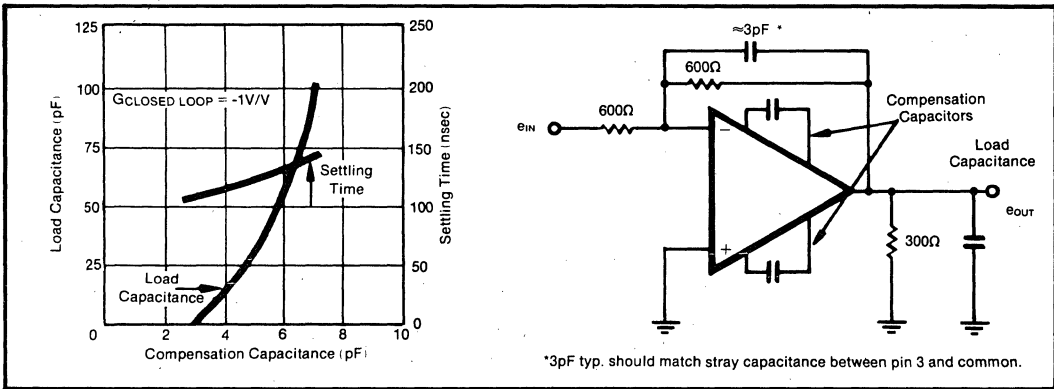 125
100
75
50
25
0
Load Capacitance (pF)
GCLOSED LOOP = -1V/V
Settling
Time
Load
Capacitance
250
200
150
100
50
0
Settling Time (nsec)
2
4
6
8
10
Compensation Capacitance (pF)
≈3pF *
600Ω
600Ω
eIN
−
+
Compensation
Capacitors
Load
Capacitance
eOUT
300Ω
*3pF typ. should match stray capacitance between pin 3 and common.